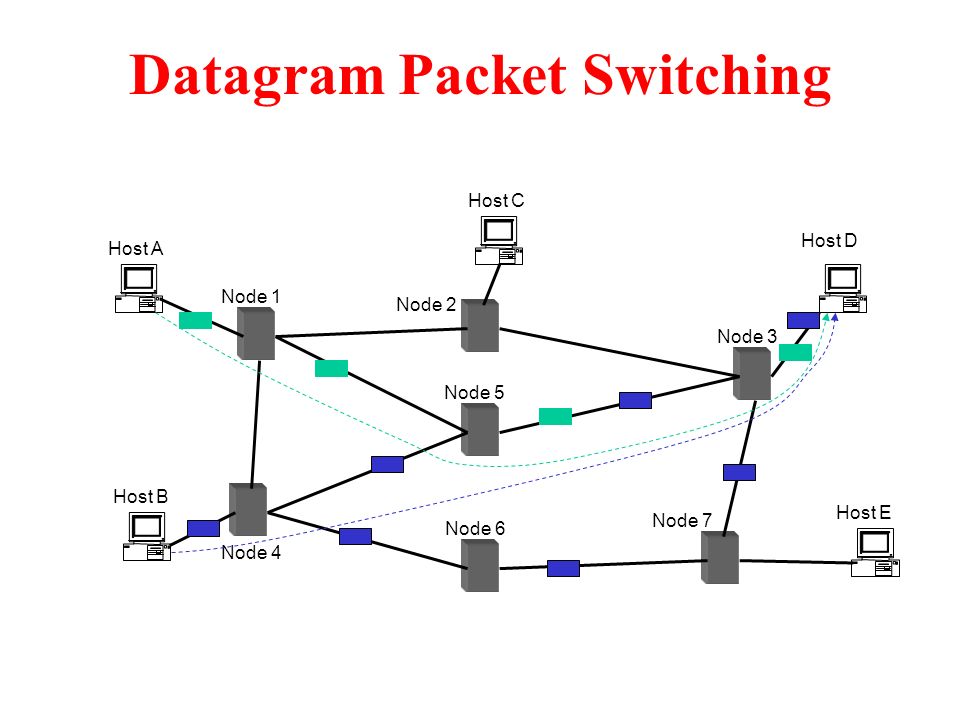 Datagram Packet Switching
Host C
Host D
Host A
Node 1
Node 2
Node 3
Node 5
Host B
Host E
Node 7
Node 6
Node 4